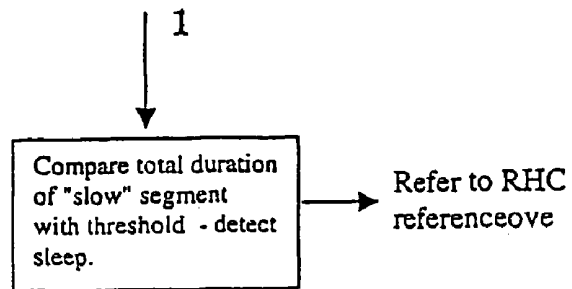 1
Compare total duration
of "slow" segment
with threshold - detect
sleep.
Refer to RHC
referenceove